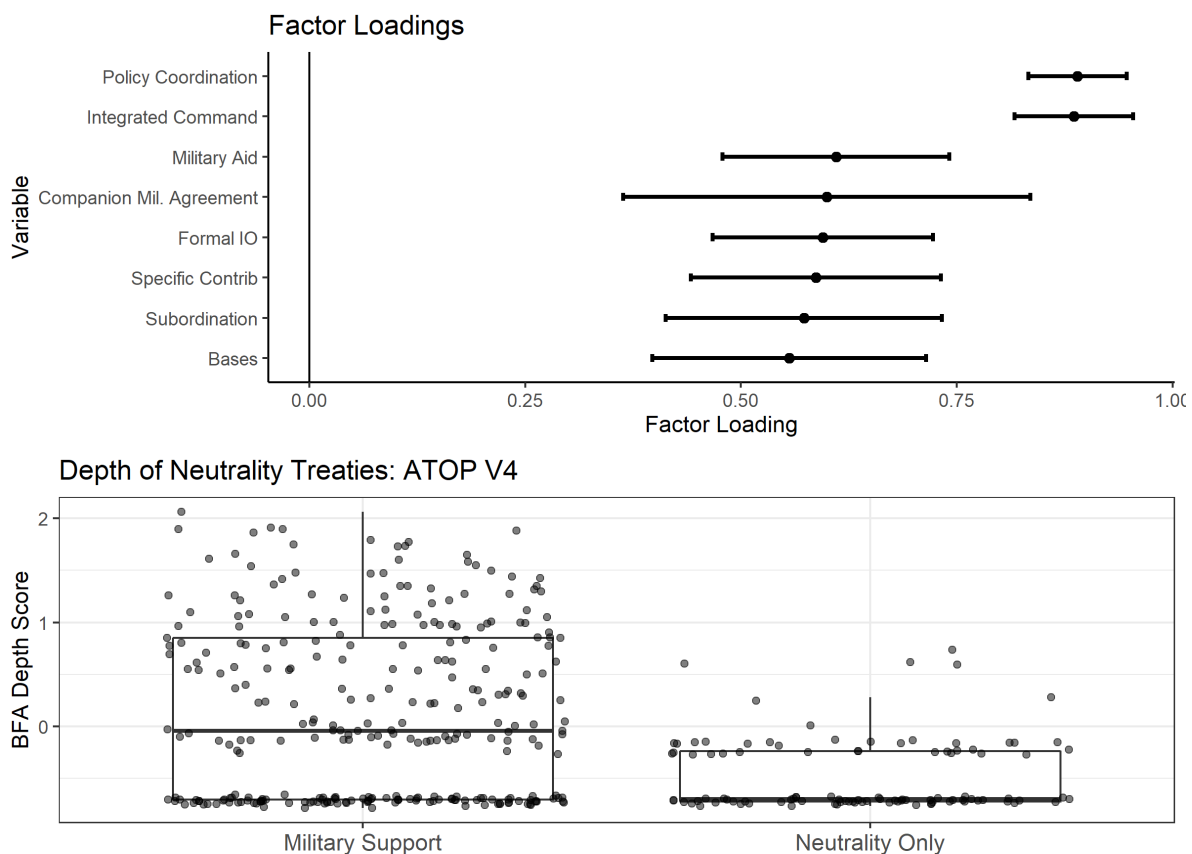 Factor Loadings
Variable
Policy Coordination
Integrated Command
Military Aid
Companion Mil. Agreement
Formal IO
Specific Contrib
Subordination
Bases
0.00 0.25 0.50 0.75 1.00
Factor Loading
Depth of Neutrality Treaties: ATOP V4
BFA Depth Score
2
1
0
Military Support Neutrality Only